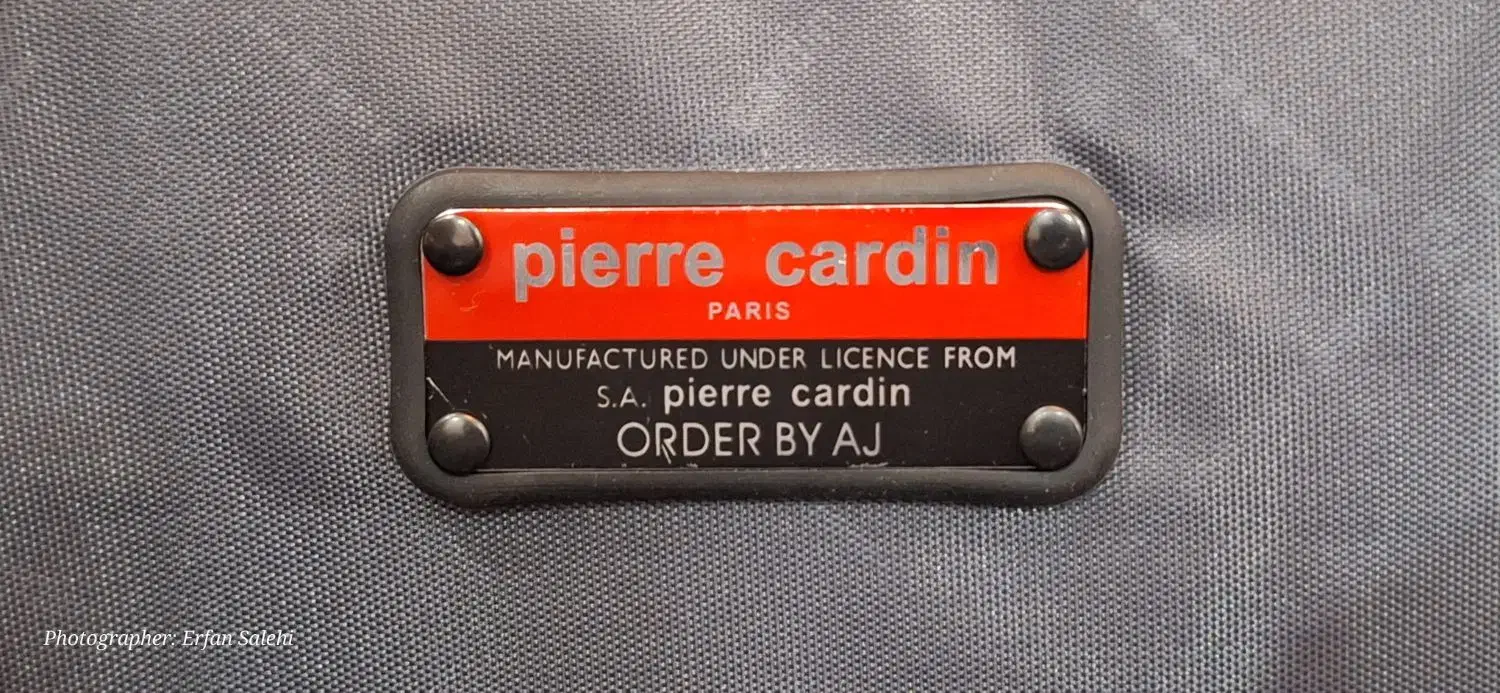 pierre cardin
PARIS
MANUFACTURED UNDER LICENCE FROM
S.A. pierre cardin
ORDER BY AJ
Photographer: Erfan Salehi